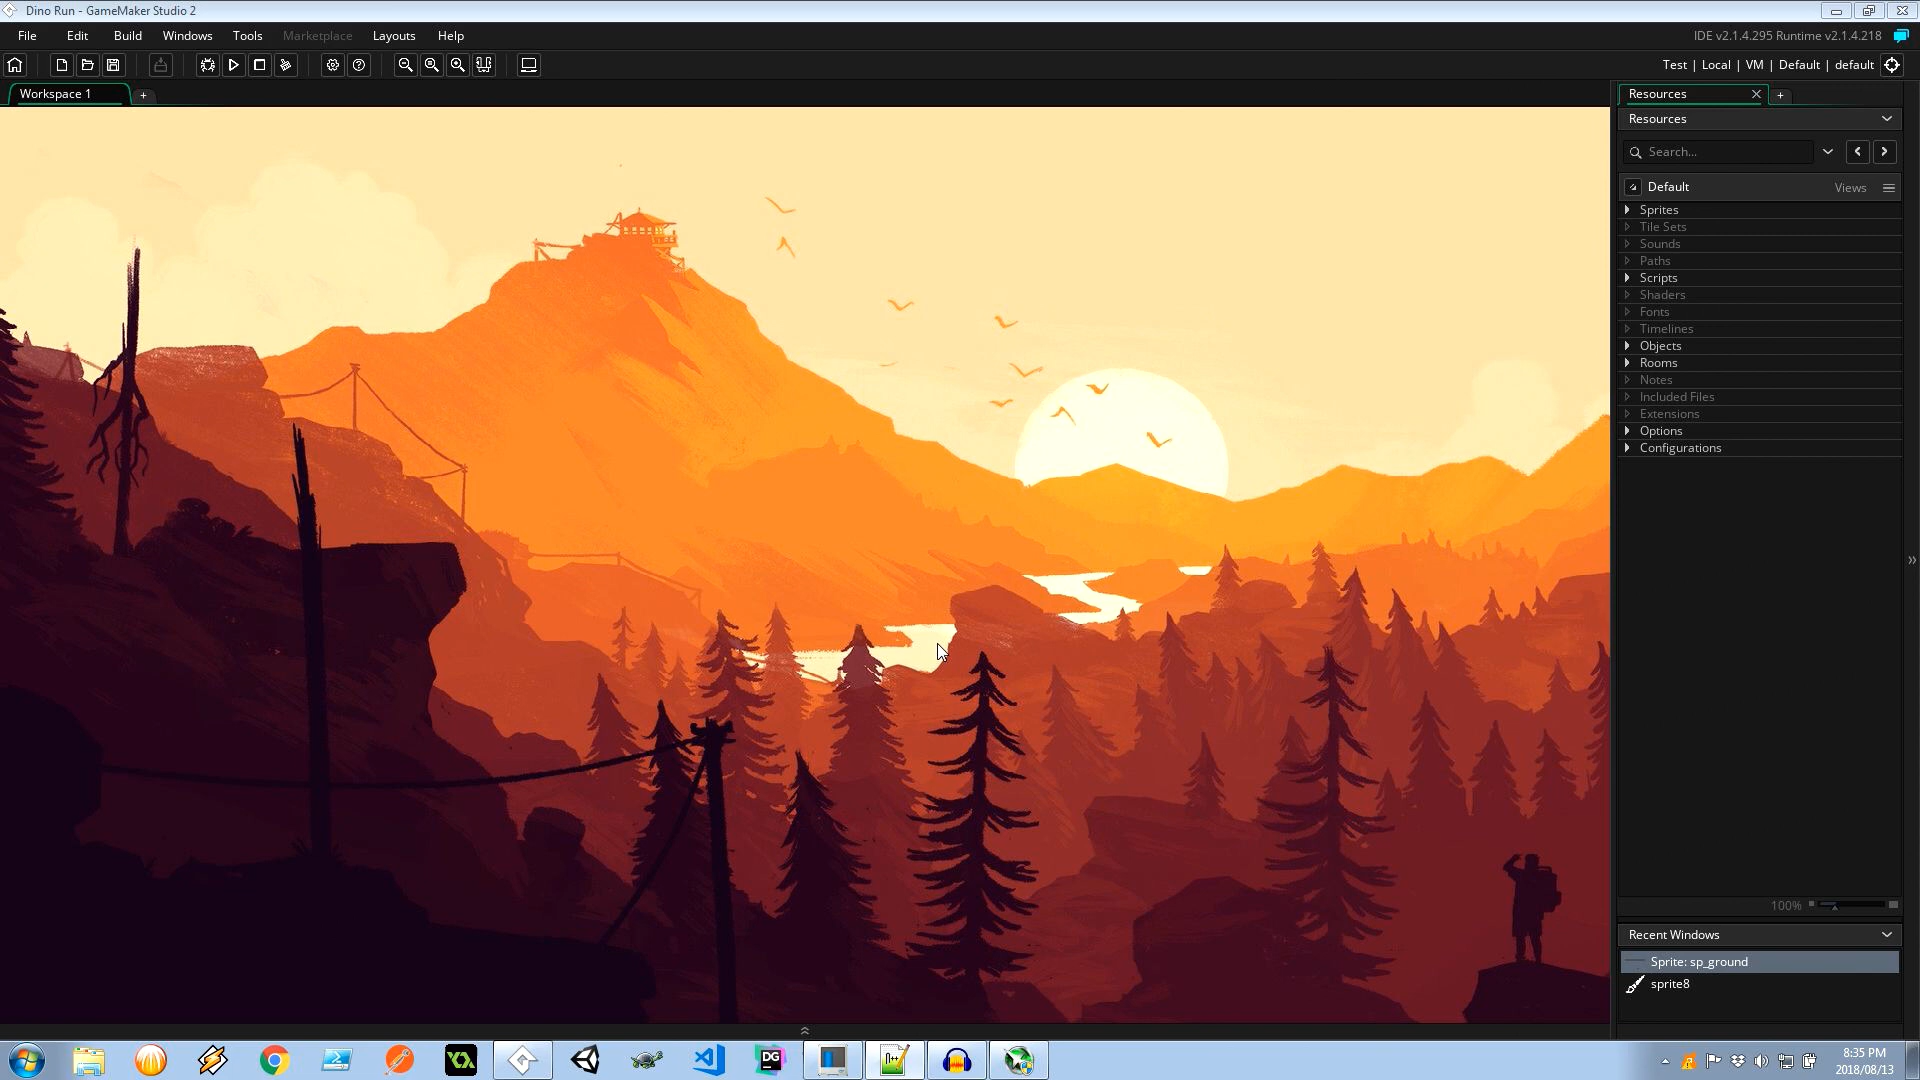 Dino Run - GameMaker Studio 2
File Edit Build Windows Tools Marketplace Layouts Help
IDE v2.1.4.295 Runtime v2.1.4.218
Test | Local | VM | Default | default
Workspace 1
Resources
Resources
Search...
Default Views
Sprites
Tile Sets
Sounds
Paths
Scripts
Shaders
Fonts
Timelines
Objects
Rooms
Notes
Included Files
Extensions
Options
Configurations
100%
Recent Windows
Sprite: sp_ground
sprite8
DG
8:35 PM
2018/08/13